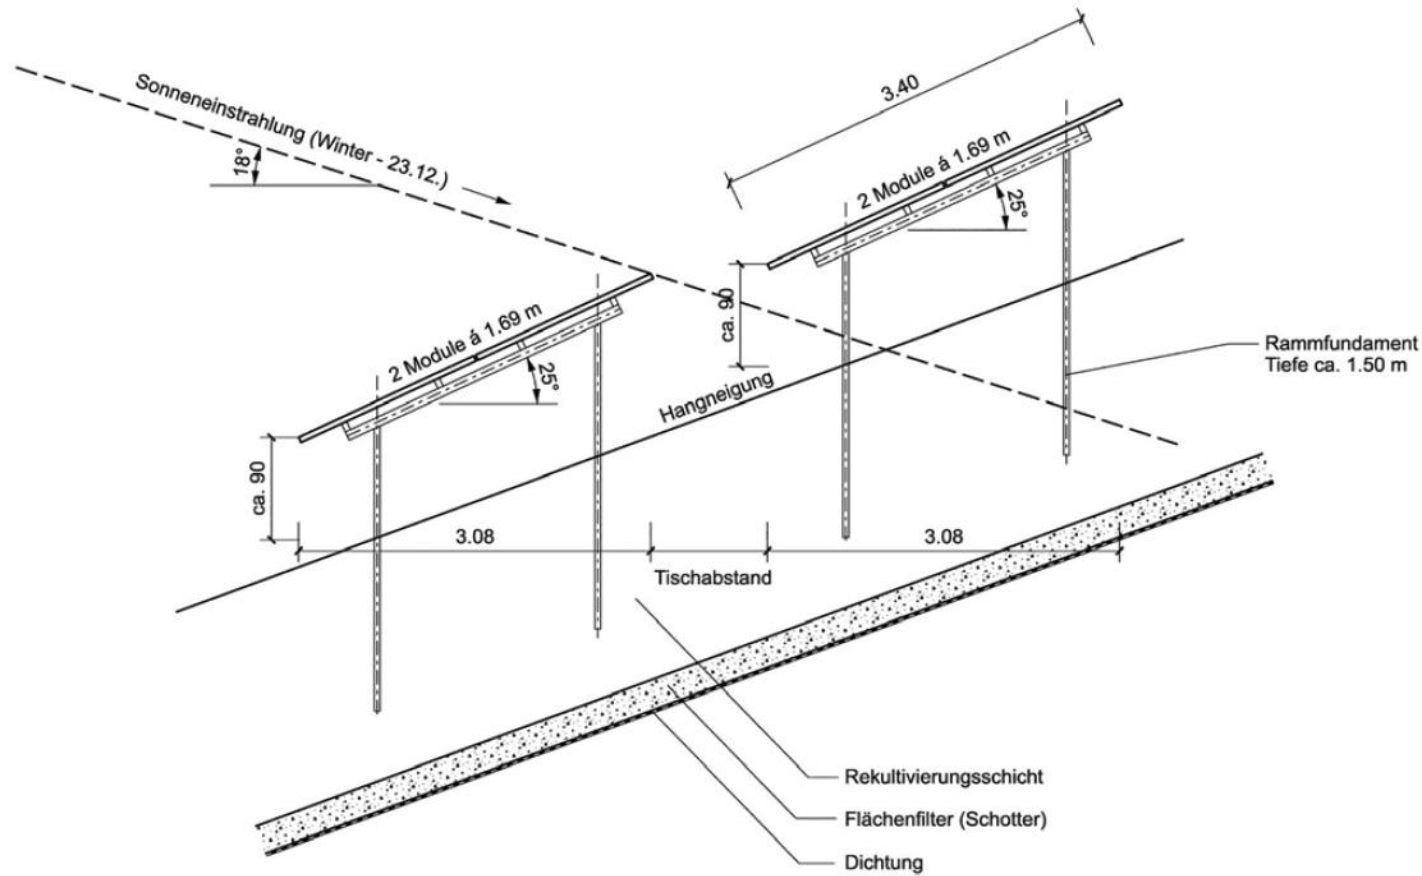 Sonneneinstrahlung (Winter - 23.12.)
18°
3.40
2 Module á 1.69 m
25°
ca. 90
2 Module á 1.69 m
25°
ca. 90
Hangneigung
Rammfundament
Tiefe ca. 1.50 m
3.08
Tischabstand
3.08
Rekultivierungsschicht
Flächenfilter (Schotter)
Dichtung